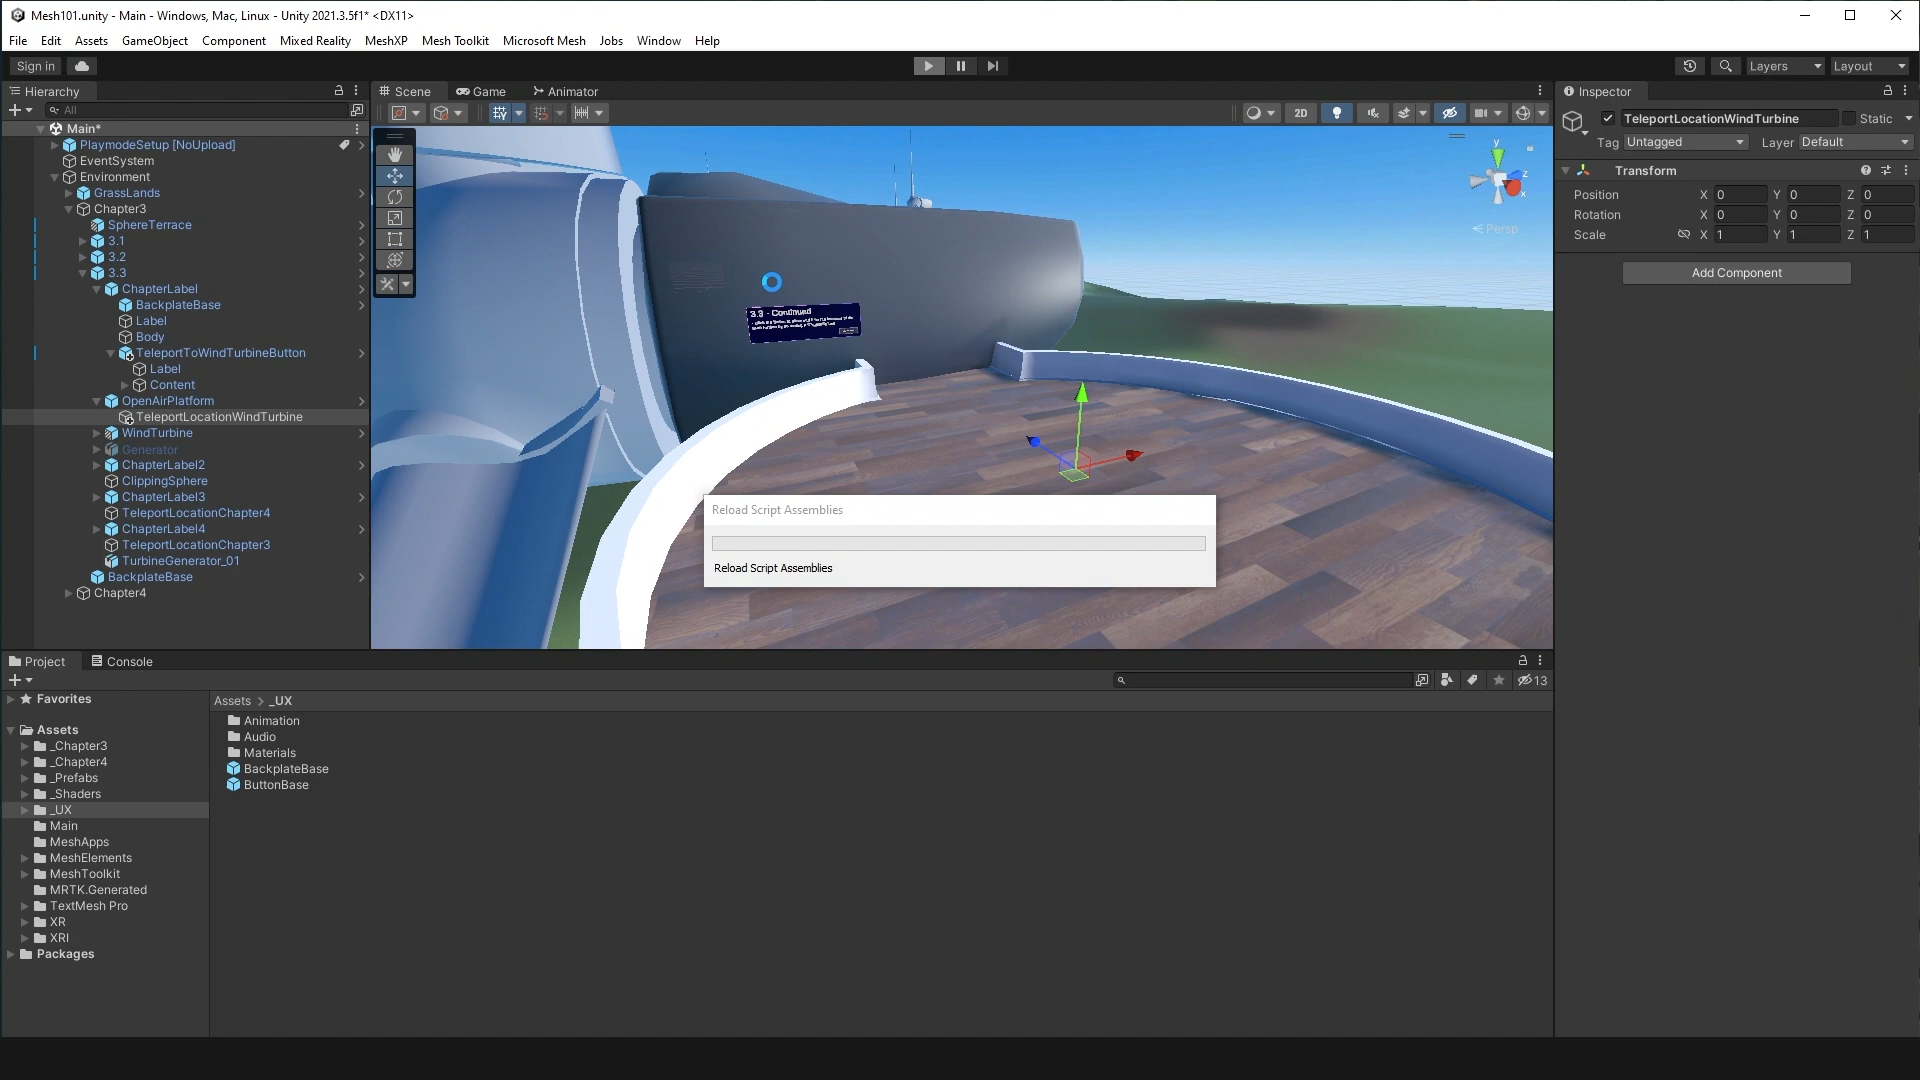 Mesh101.unity - Main - Windows, Mac, Linux - Unity 2021.3.5f1* <DX11>
File Edit Assets GameObject Component Mixed Reality MeshXP Mesh Toolkit Microsoft Mesh Jobs Window Help
Sign in
Layers
Layout
Hierarchy
Scene
Game
Animator
Inspector
All
2D
TeleportLocationWindTurbine
Static
Tag Untagged
Layer Default
Main*
PlaymodeSetup [NoUpload]
EventSystem
Environment
GrassLands
Chapter3
SphereTerrace
3.1
3.2
3.3
ChapterLabel
BackplateBase
Label
Body
TeleportToWindTurbineButton
Label
Content
OpenAirPlatform
TeleportLocationWindTurbine
WindTurbine
Generator
ChapterLabel2
ClippingSphere
ChapterLabel3
TeleportLocationChapter4
ChapterLabel4
TeleportLocationChapter3
TurbineGenerator_01
BackplateBase
Chapter4
y
z
x
Persp
3.3 - Continued
Reload Script Assemblies
Reload Script Assemblies
Transform
Position X 0 Y 0 Z 0
Rotation X 0 Y 0 Z 0
Scale X 1 Y 1 Z 1
Add Component
Project
Console
13
Favorites
Assets
_Chapter3
_Chapter4
_Prefabs
_Shaders
_UX
Main
MeshApps
MeshElements
MeshToolkit
MRTK.Generated
TextMesh Pro
XR
XRI
Packages
Assets > _UX
Animation
Audio
Materials
BackplateBase
ButtonBase